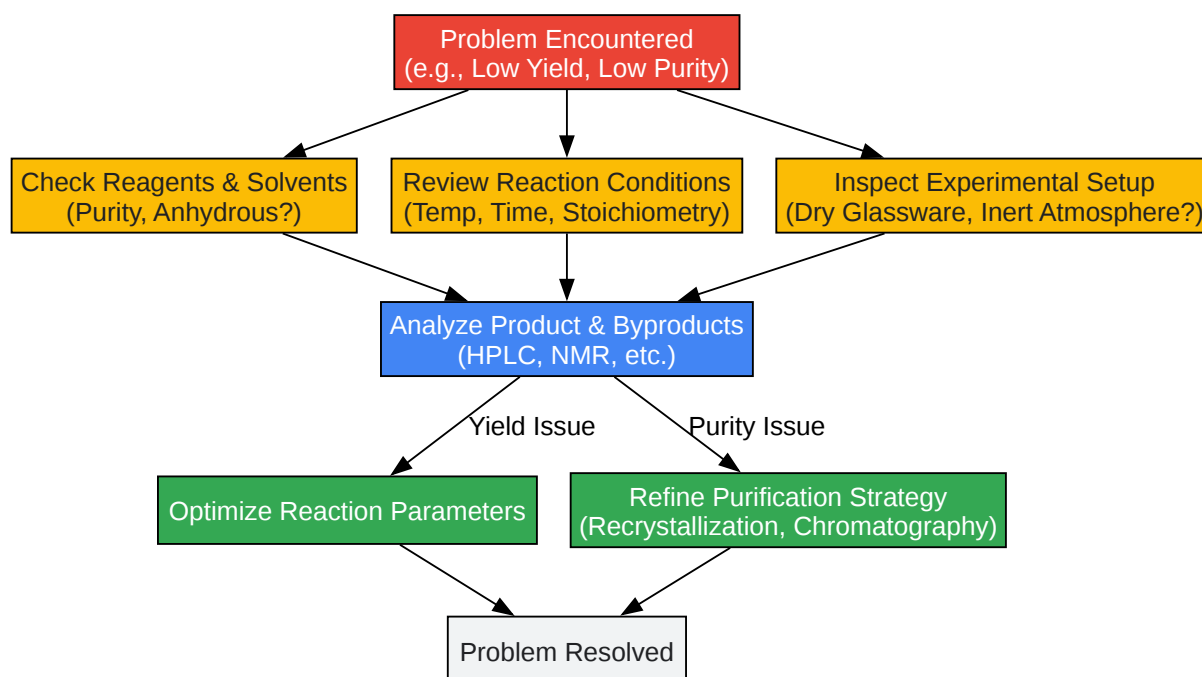 Problem Encountered
(e.g., Low Yield, Low Purity)
Check Reagents & Solvents
(Purity, Anhydrous?)
Review Reaction Conditions
(Temp, Time, Stoichiometry)
Inspect Experimental Setup
(Dry Glassware, Inert Atmosphere?)
Analyze Product & Byproducts
(HPLC, NMR, etc.)
Yield Issue
Purity Issue
Optimize Reaction Parameters
Refine Purification Strategy
(Recrystallization, Chromatography)
Problem Resolved